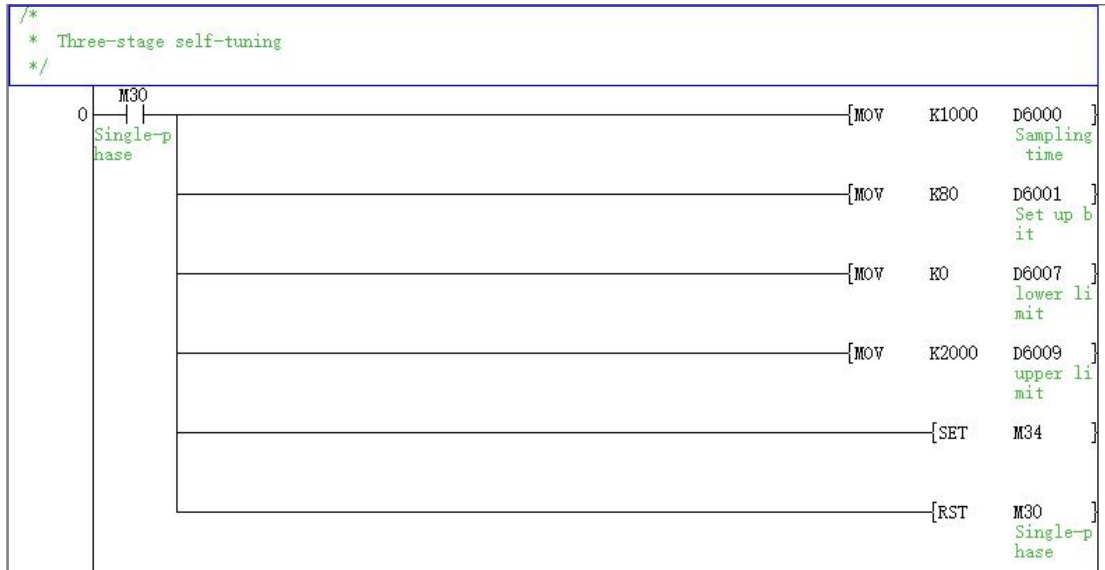 /*
* Three-stage self-tuning
*/
M30
0
Single-p
hase
[MOV K1000 D6000 ]
Sampling
time
[MOV K80 D6001 ]
Set up b
it
[MOV K0 D6007 ]
lower li
mit
[MOV K2000 D6009 ]
upper li
mit
[SET M34 ]
[RST M30 ]
Single-p
hase